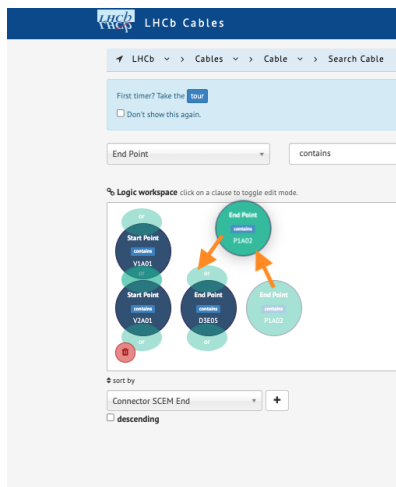 LHCb
LHCb Cables
LHCb > Cables > Cable > Search Cable
First timer? Take the tour
Don't show this again.
End Point
contains
Logic workspace click on a clause to toggle edit mode.
or
Start Point
contains
V1A01
or
Start Point
contains
V2A01
or
or
End Point
contains
D3E05
or
End Point
contains
P1A02
End Point
contains
P1A02
sort by
Connector SCEM End
+
descending